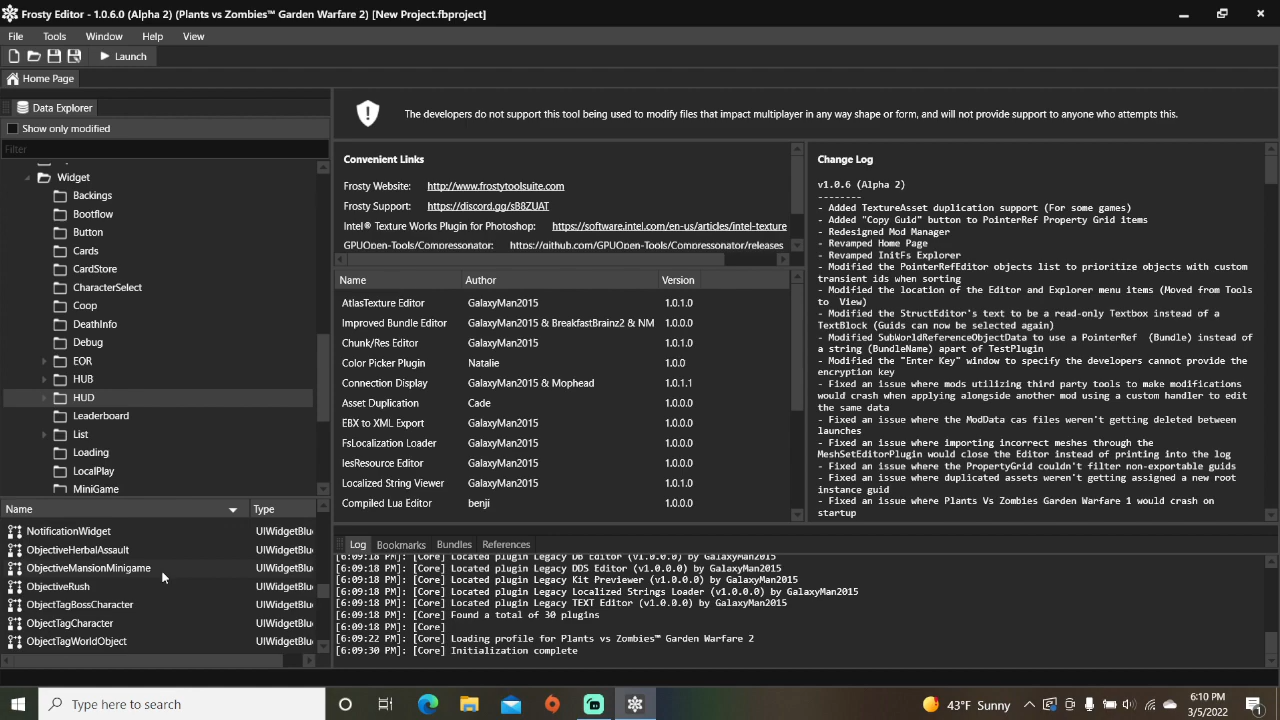 Frosty Editor - 1.0.6.0 (Alpha 2) (Plants vs Zombies™ Garden Warfare 2) [New Project.fbproject]
File Tools Window Help View
Launch
Home Page
Data Explorer
Show only modified
Filter
Widget
Backings
Bootflow
Button
Cards
CardStore
CharacterSelect
Coop
DeathInfo
Debug
EOR
HUB
HUD
Leaderboard
List
Loading
LocalPlay
MiniGame
Name Type
NotificationWidget UIWidgetBlu
ObjectiveHerbalAssault UIWidgetBlu
ObjectiveMansionMinigame UIWidgetBlu
ObjectiveRush UIWidgetBlu
ObjectTagBossCharacter UIWidgetBlu
ObjectTagCharacter UIWidgetBlu
ObjectTagWorldObject UIWidgetBlu
The developers do not support this tool being used to modify files that impact multiplayer in any way shape or form, and will not provide support to anyone who attempts this.
Convenient Links
Frosty Website: http://www.frostytoolsuite.com
Frosty Support: https://discord.gg/sB8ZUAT
Intel® Texture Works Plugin for Photoshop: https://software.intel.com/en-us/articles/intel-texture
GPUOpen-Tools/Compressonator: https://github.com/GPUOpen-Tools/Compressonator/releases
Name Author Version
AtlasTexture Editor GalaxyMan2015 1.0.1.0
Improved Bundle Editor GalaxyMan2015 & BreakfastBrainz2 & NM 1.0.0.0
Chunk/Res Editor GalaxyMan2015 1.0.1.0
Color Picker Plugin Natalie 1.0.0
Connection Display GalaxyMan2015 & Mophead 1.0.1.1
Asset Duplication Cade 1.0.0.0
EBX to XML Export GalaxyMan2015 1.0.0.0
FsLocalization Loader GalaxyMan2015 1.0.0.0
IesResource Editor GalaxyMan2015 1.0.0.0
Localized String Viewer GalaxyMan2015 1.0.0.0
Compiled Lua Editor benji 1.0.0.0
Change Log
v1.0.6 (Alpha 2)
--------
- Added TextureAsset duplication support (For some games)
- Added "Copy Guid" button to PointerRef Property Grid items
- Redesigned Mod Manager
- Revamped Home Page
- Revamped InitFs Explorer
- Modified the PointerRefEditor objects list to prioritize objects with custom
transient ids when sorting
- Modified the location of the Editor and Explorer menu items (Moved from Tools
to View)
- Modified the StructEditor's text to be a read-only Textbox instead of a
TextBlock (Guids can now be selected again)
- Modified SubWorldReferenceObjectData to use a PointerRef (Bundle) instead of
a string (BundleName) apart of TestPlugin
- Modified the "Enter Key" window to specify the developers cannot provide the
encryption key
- Fixed an issue where mods utilizing third party tools to make modifications
would crash when applying alongside another mod using a custom handler to edit
the same data
- Fixed an issue where the ModData cas files weren't getting deleted between
launches
- Fixed an issue where importing incorrect meshes through the
MeshSetEditorPlugin would close the Editor instead of printing into the log
- Fixed an issue where the PropertyGrid couldn't filter non-exportable guids
- Fixed an issue where duplicated assets weren't getting assigned a new root
instance guid
- Fixed an issue where Plants Vs Zombies Garden Warfare 1 would crash on
startup
Log Bookmarks Bundles References
[6:09:18 PM]: [Core] Located plugin Legacy Db Editor (v1.0.0.0) by GalaxyMan2015
[6:09:18 PM]: [Core] Located plugin Legacy DDS Editor (v1.0.0.0) by GalaxyMan2015
[6:09:18 PM]: [Core] Located plugin Legacy Kit Previewer (v1.0.0.0) by GalaxyMan2015
[6:09:18 PM]: [Core] Located plugin Legacy Localized Strings Loader (v1.0.0.0) by GalaxyMan2015
[6:09:18 PM]: [Core] Located plugin Legacy TEXT Editor (v1.0.0.0) by GalaxyMan2015
[6:09:18 PM]: [Core] Found a total of 30 plugins
[6:09:18 PM]: [Core]
[6:09:22 PM]: [Core] Loading profile for Plants vs Zombies™ Garden Warfare 2
[6:09:30 PM]: [Core] Initialization complete
Type here to search
43°F Sunny
6:10 PM
3/5/2022
1